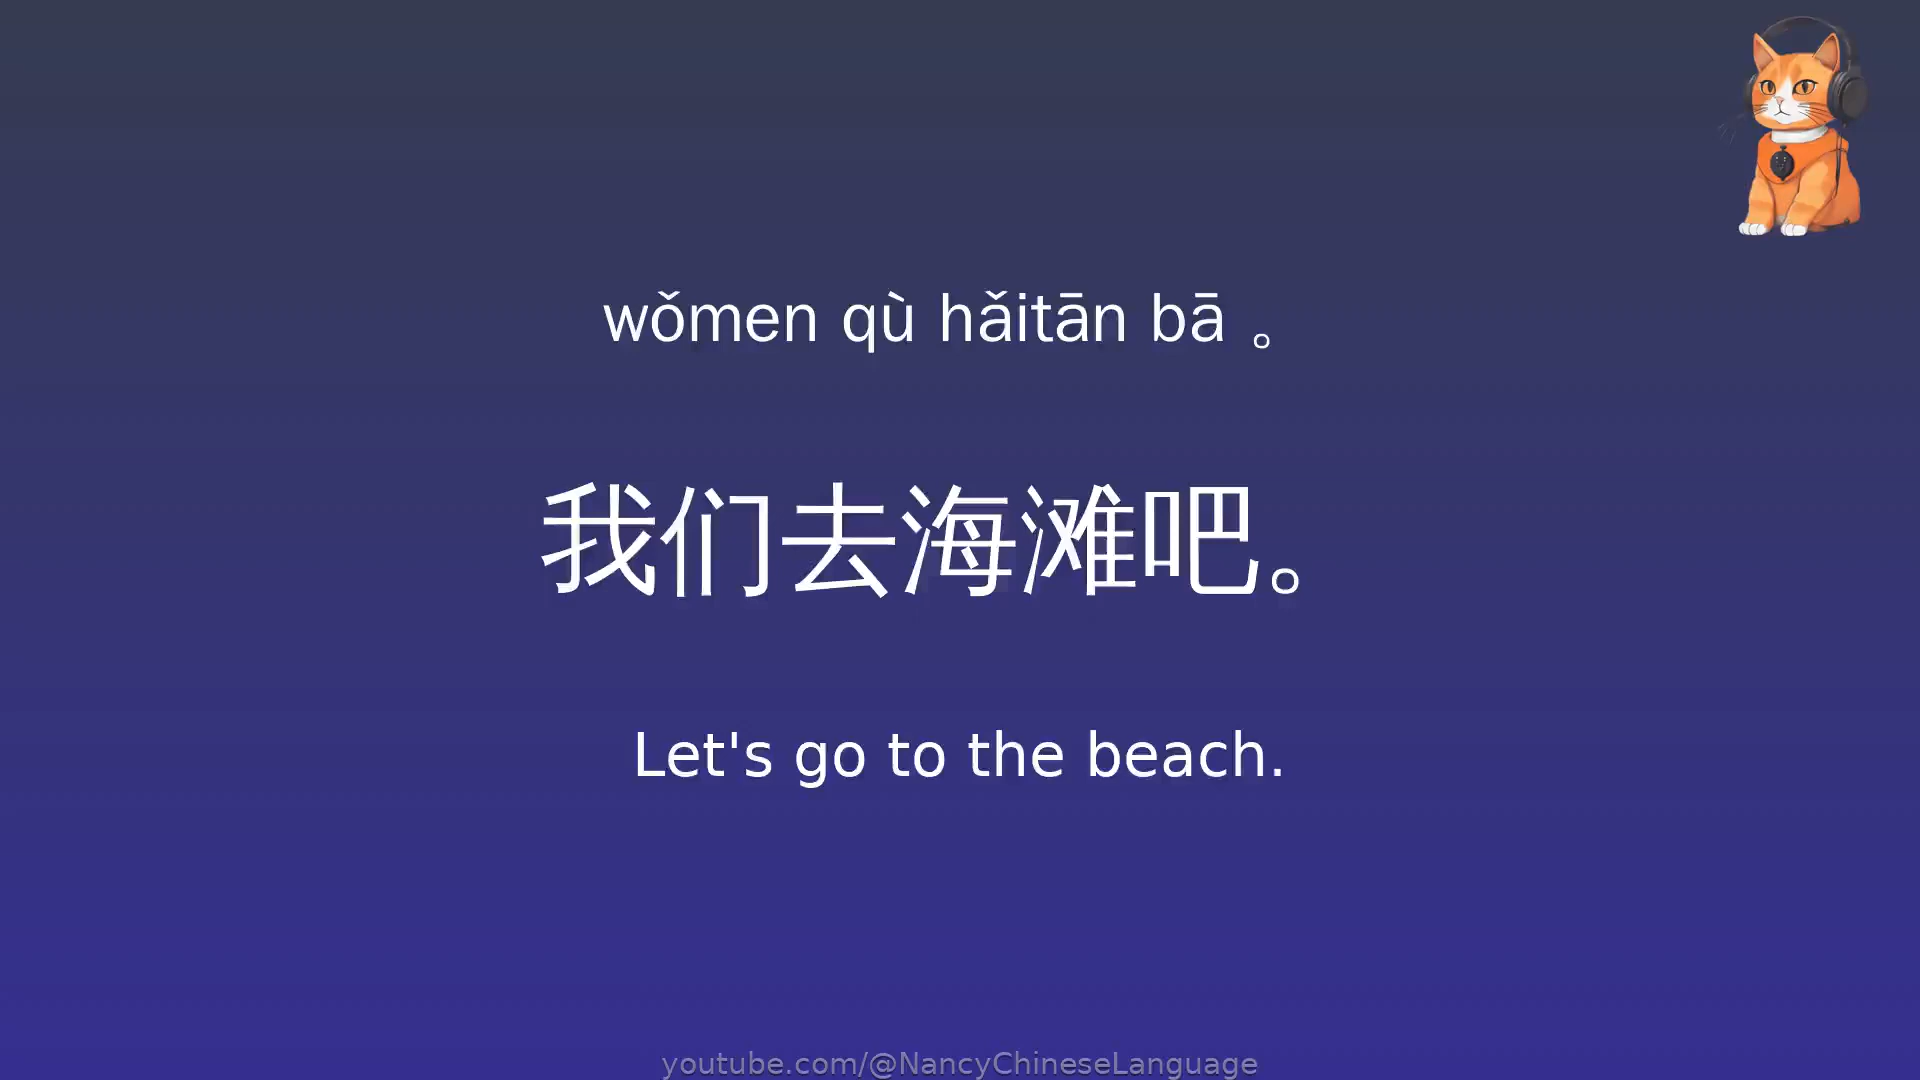 wǒmen qù hǎitān bā 。
我们去海滩吧。
Let's go to the beach.
youtube.com/@NancyChineseLanguage